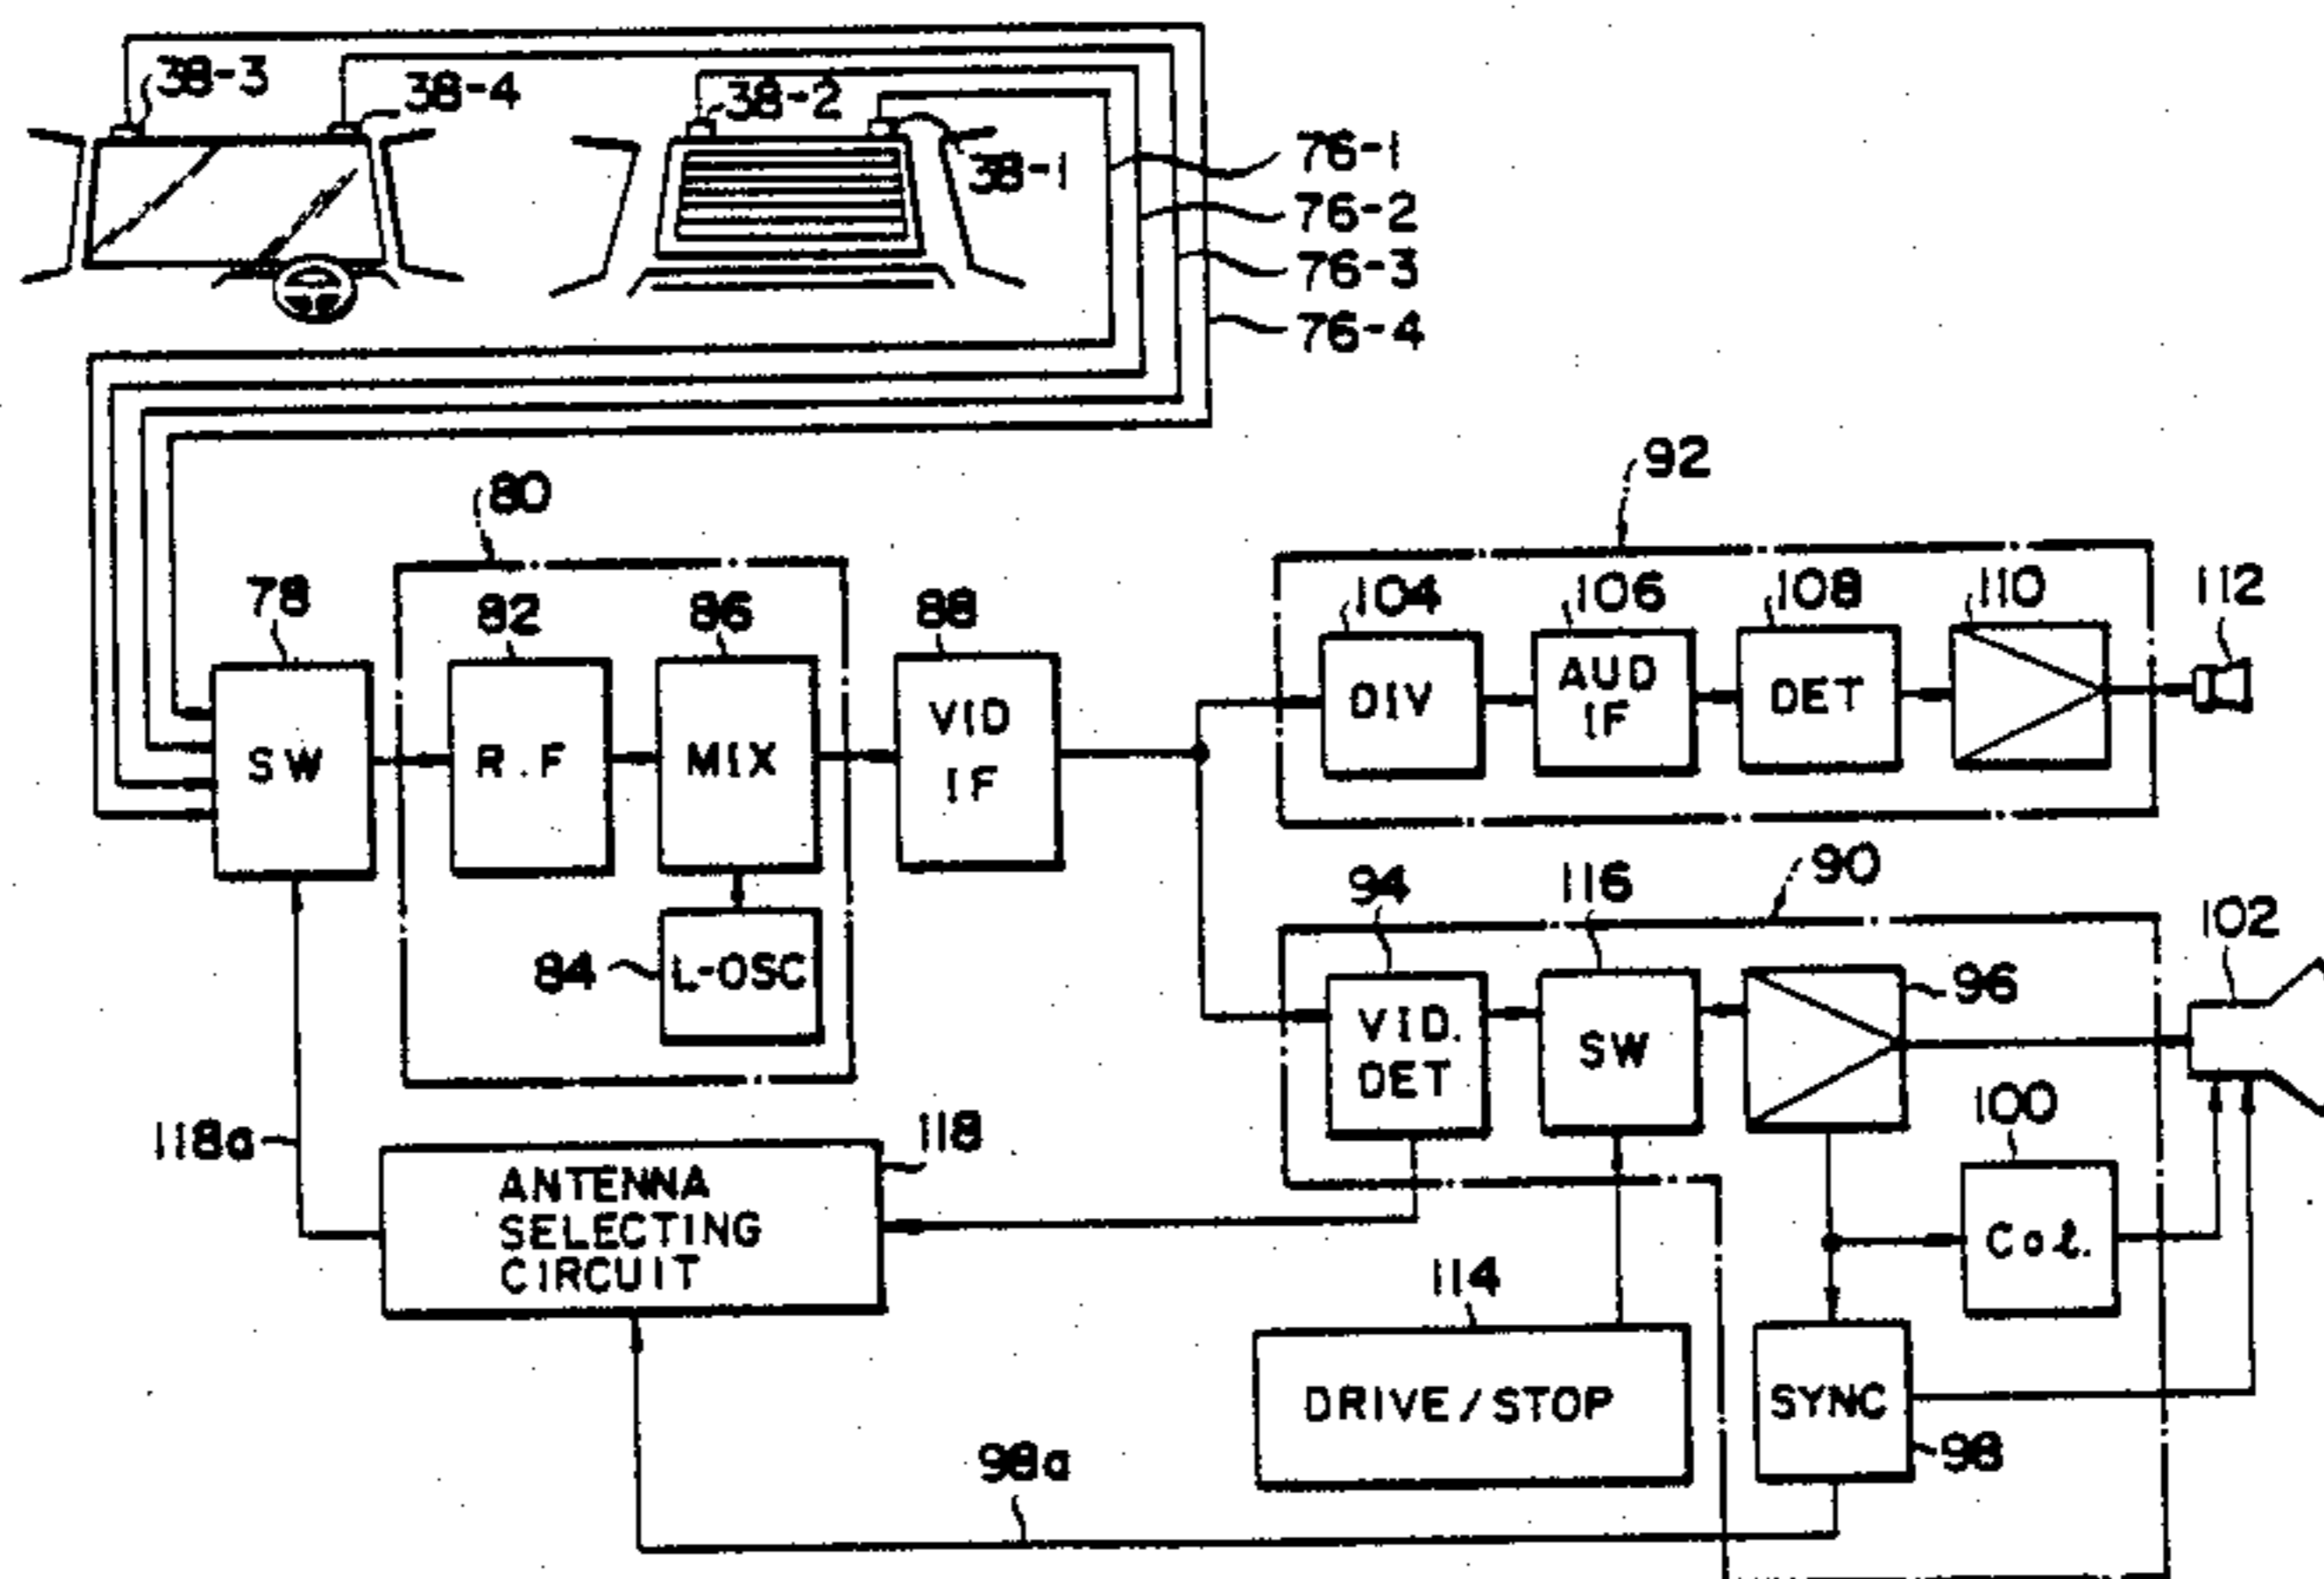 38-3
38-4
38-2
38-1
76-1
76-2
76-3
76-4
92
80
78
82
86
88
104
106
108
110
112
SW
R.F
MIX
VID
IF
DIV
AUD
IF
DET
84
L-OSC
94
116
90
102
VID.
DET
SW
96
118a
118
ANTENNA
SELECTING
CIRCUIT
100
Col.
114
DRIVE/STOP
SYNC
98
98a